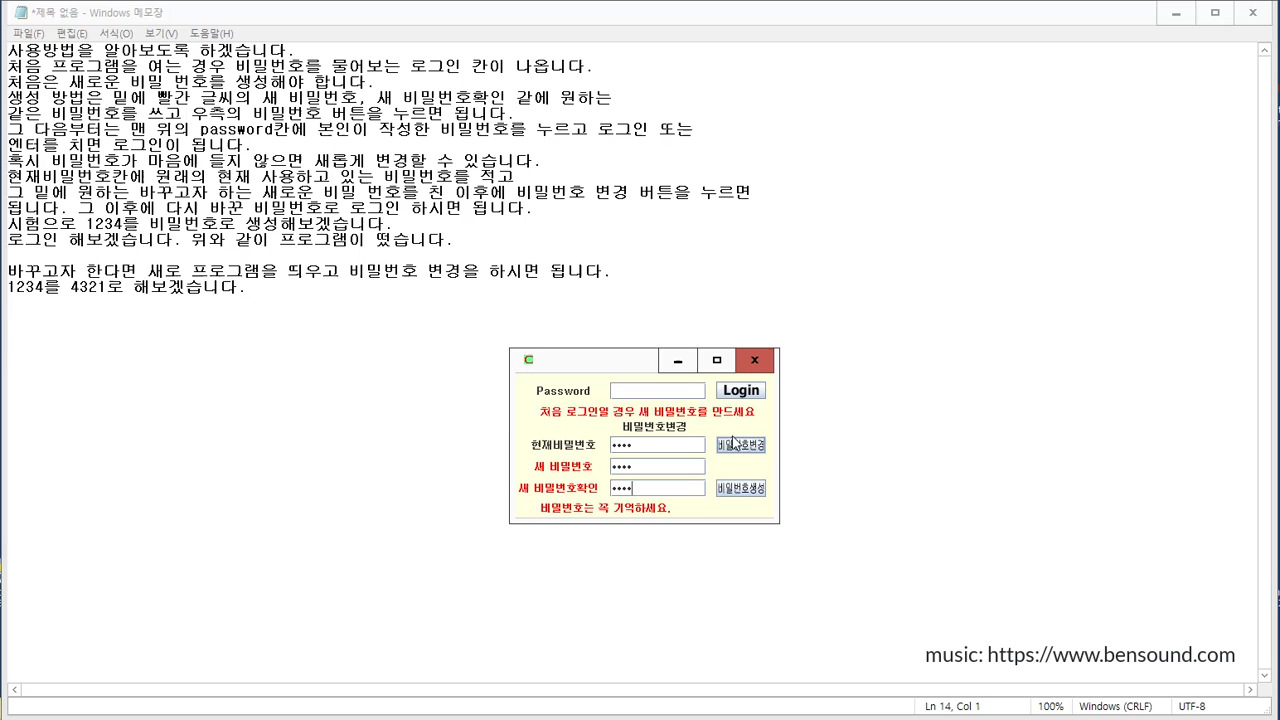 *제목 없음 - Windows 메모장
파일(F) 편집(E) 서식(O) 보기(V) 도움말(H)
사용방법을 알아보도록 하겠습니다.
처음 프로그램을 여는 경우 비밀번호를 물어보는 로그인 칸이 나옵니다.
처음은 새로운 비밀 번호를 생성해야 합니다.
생성 방법은 밑에 빨간 글씨의 새 비밀번호, 새 비밀번호확인 같에 원하는
같은 비밀번호를 쓰고 우측의 비밀번호 버튼을 누르면 됩니다.
그 다음부터는 맨 위의 password칸에 본인이 작성한 비밀번호를 누르고 로그인 또는
엔터를 치면 로그인이 됩니다.
혹시 비밀번호가 마음에 들지 않으면 새롭게 변경할 수 있습니다.
현재비밀번호칸에 원래의 현재 사용하고 있는 비밀번호를 적고
그 밑에 원하는 바꾸고자 하는 새로운 비밀 번호를 친 이후에 비밀번호 변경 버튼을 누르면
됩니다. 그 이후에 다시 바꾼 비밀번호로 로그인 하시면 됩니다.
시험으로 1234를 비밀번호로 생성해보겠습니다.
로그인 해보겠습니다. 위와 같이 프로그램이 떴습니다.
바꾸고자 한다면 새로 프로그램을 띄우고 비밀번호 변경을 하시면 됩니다.
1234를 4321로 해보겠습니다.
Password Login
처음 로그인일 경우 새 비밀번호를 만드세요
비밀번호변경
현재비밀번호 •••• 비밀번호변경
새 비밀번호 ••••
새 비밀번호확인 •••• 비밀번호생성
비밀번호는 꼭 기억하세요.
music: https://www.bensound.com
Ln 14, Col 1 100% Windows (CRLF) UTF-8